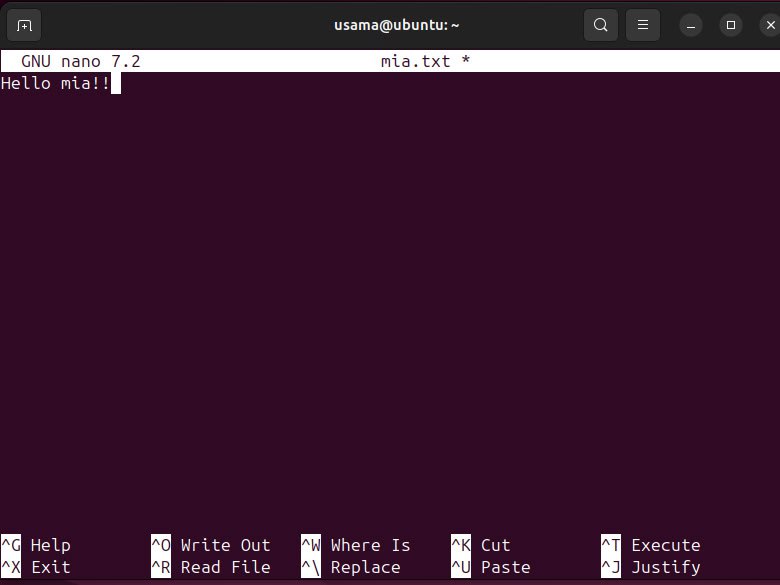 usama@ubuntu: ~
GNU nano 7.2 mia.txt *
Hello mia!!
^G Help ^O Write Out ^W Where Is ^K Cut ^T Execute
^X Exit ^R Read File ^\ Replace ^U Paste ^J Justify